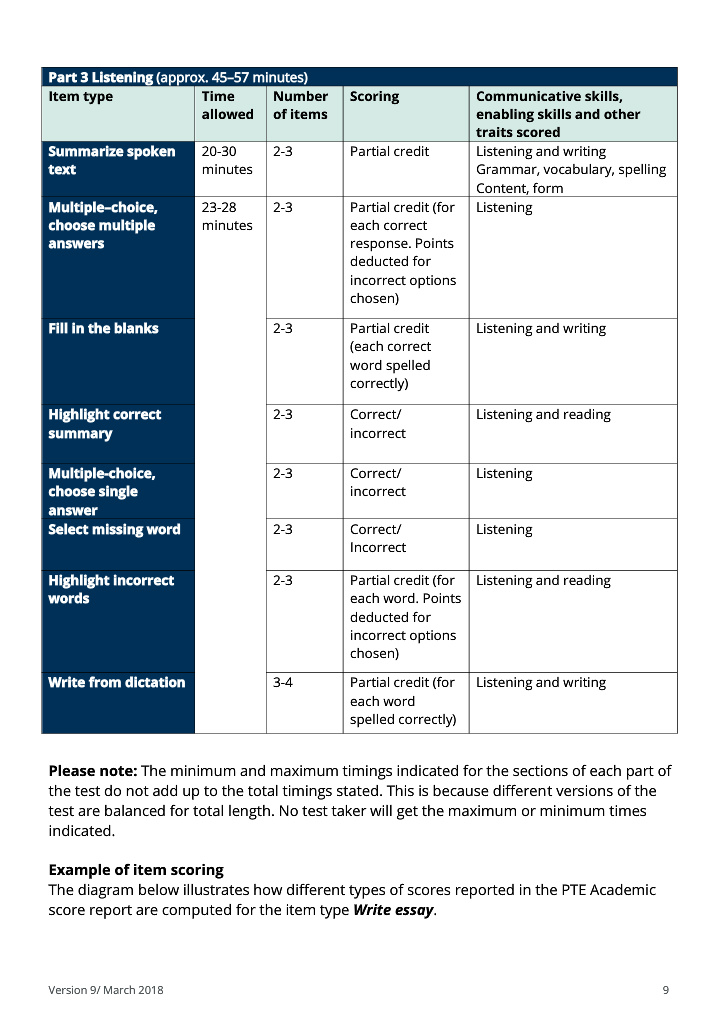 Part 3 Listening (approx. 45–57 minutes)
Item type
Time
allowed
Number
of items
Scoring
Communicative skills,
enabling skills and other
traits scored
Summarize spoken
text
20-30
minutes
2-3
Partial credit
Listening and writing
Grammar, vocabulary, spelling
Content, form
Multiple–choice,
choose multiple
answers
23-28
minutes
2-3
Partial credit (for
each correct
response. Points
deducted for
incorrect options
chosen)
Listening
Fill in the blanks
2-3
Partial credit
(each correct
word spelled
correctly)
Listening and writing
Highlight correct
summary
2-3
Correct/
incorrect
Listening and reading
Multiple-choice,
choose single
answer
2-3
Correct/
incorrect
Listening
Select missing word
2-3
Correct/
Incorrect
Listening
Highlight incorrect
words
2-3
Partial credit (for
each word. Points
deducted for
incorrect options
chosen)
Listening and reading
Write from dictation
3-4
Partial credit (for
each word
spelled correctly)
Listening and writing
Please note: The minimum and maximum timings indicated for the sections of each part of
the test do not add up to the total timings stated. This is because different versions of the
test are balanced for total length. No test taker will get the maximum or minimum times
indicated.
Example of item scoring
The diagram below illustrates how different types of scores reported in the PTE Academic
score report are computed for the item type Write essay.
Version 9/ March 2018
9